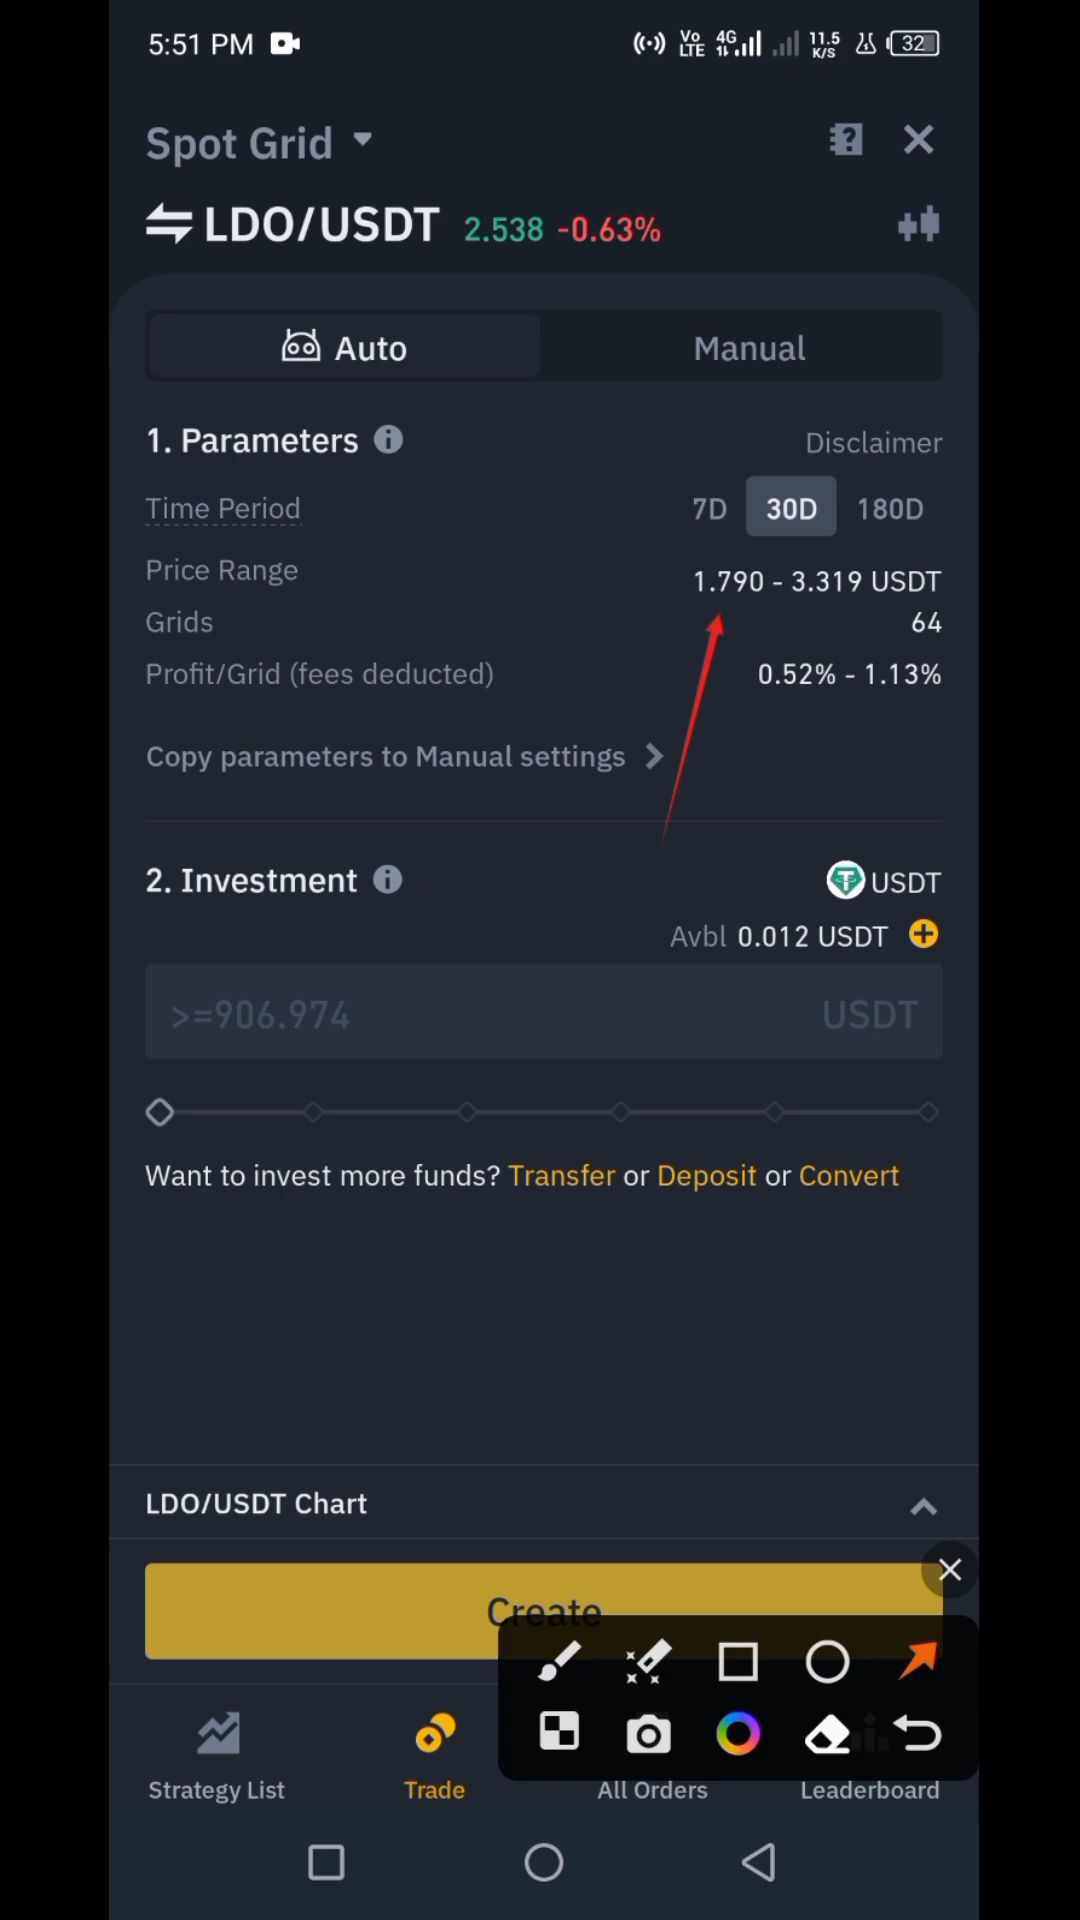 5:51 PM
Vo LTE 4G 11.5 K/S 32
Spot Grid
LDO/USDT 2.538 -0.63%
Auto Manual
1. Parameters Disclaimer
Time Period 7D 30D 180D
Price Range 1.790 - 3.319 USDT
Grids 64
Profit/Grid (fees deducted) 0.52% - 1.13%
Copy parameters to Manual settings
2. Investment USDT
Avbl 0.012 USDT
>=906.974 USDT
Want to invest more funds? Transfer or Deposit or Convert
LDO/USDT Chart
Create
Strategy List Trade All Orders Leaderboard